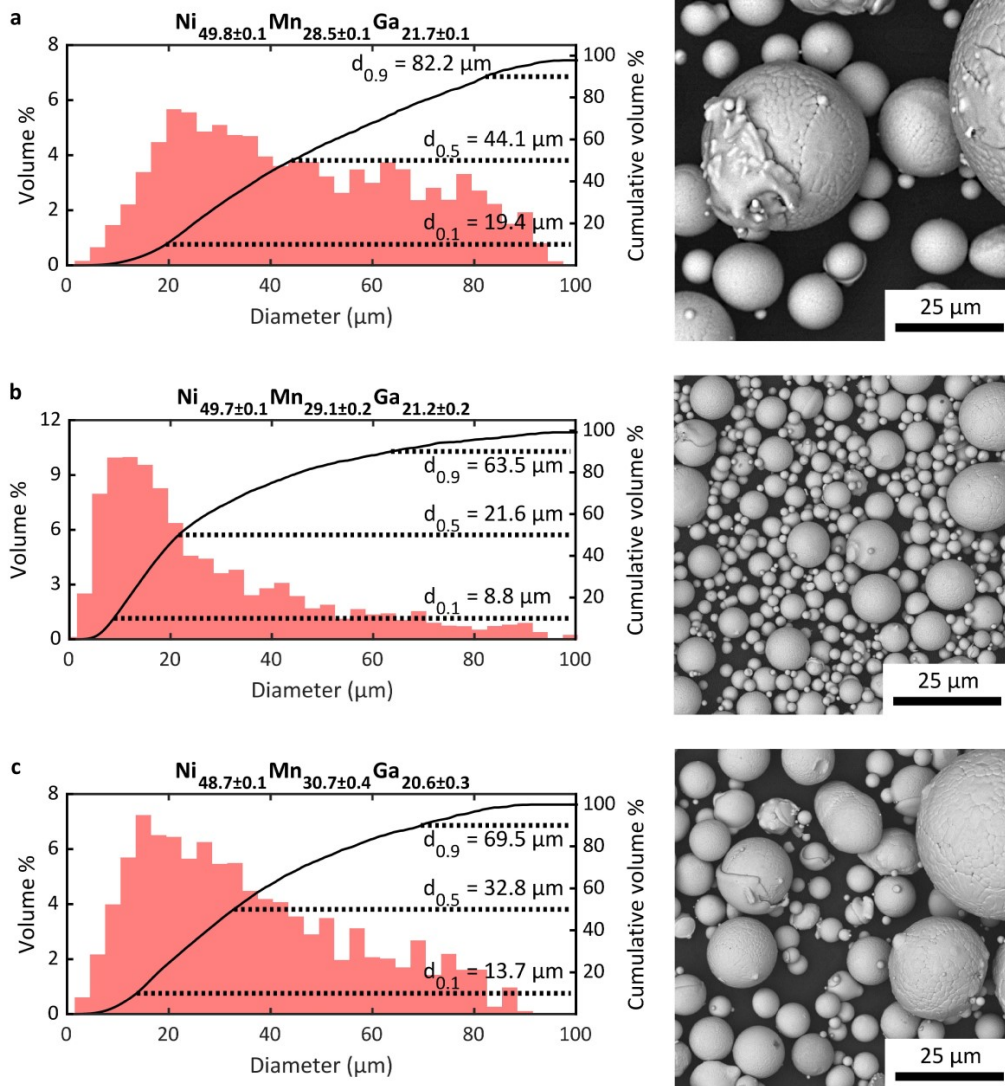 a
Ni49.8±0.1Mn28.5±0.1Ga21.7±0.1
8
6
4
2
0
Volume %
d0.9 = 82.2 µm
d0.5 = 44.1 µm
d0.1 = 19.4 µm
100
80
60
40
20
Cumulative volume %
0 20 40 60 80 100
Diameter (µm)
25 µm
b
Ni49.7±0.1Mn29.1±0.2Ga21.2±0.2
12
9
6
3
0
Volume %
d0.9 = 63.5 µm
d0.5 = 21.6 µm
d0.1 = 8.8 µm
100
80
60
40
20
Cumulative volume %
0 20 40 60 80 100
Diameter (µm)
25 µm
c
Ni48.7±0.1Mn30.7±0.4Ga20.6±0.3
8
6
4
2
0
Volume %
d0.9 = 69.5 µm
d0.5 = 32.8 µm
d0.1 = 13.7 µm
100
80
60
40
20
Cumulative volume %
0 20 40 60 80 100
Diameter (µm)
25 µm